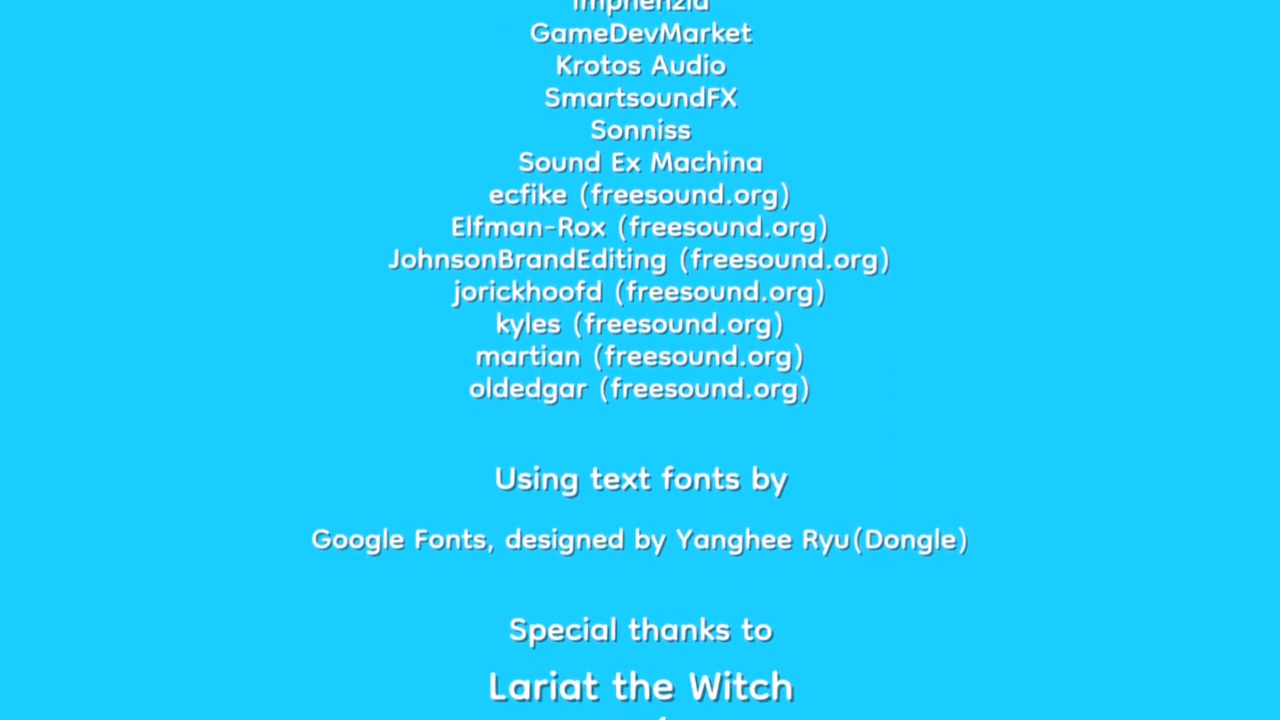 Imphenzia
GameDevMarket
Krotos Audio
SmartsoundFX
Sonniss
Sound Ex Machina
ecfike (freesound.org)
Elfman-Rox (freesound.org)
JohnsonBrandEditing (freesound.org)
jorickhoofd (freesound.org)
kyles (freesound.org)
martian (freesound.org)
oldedgar (freesound.org)
Using text fonts by
Google Fonts, designed by Yanghee Ryu(Dongle)
Special thanks to
Lariat the Witch